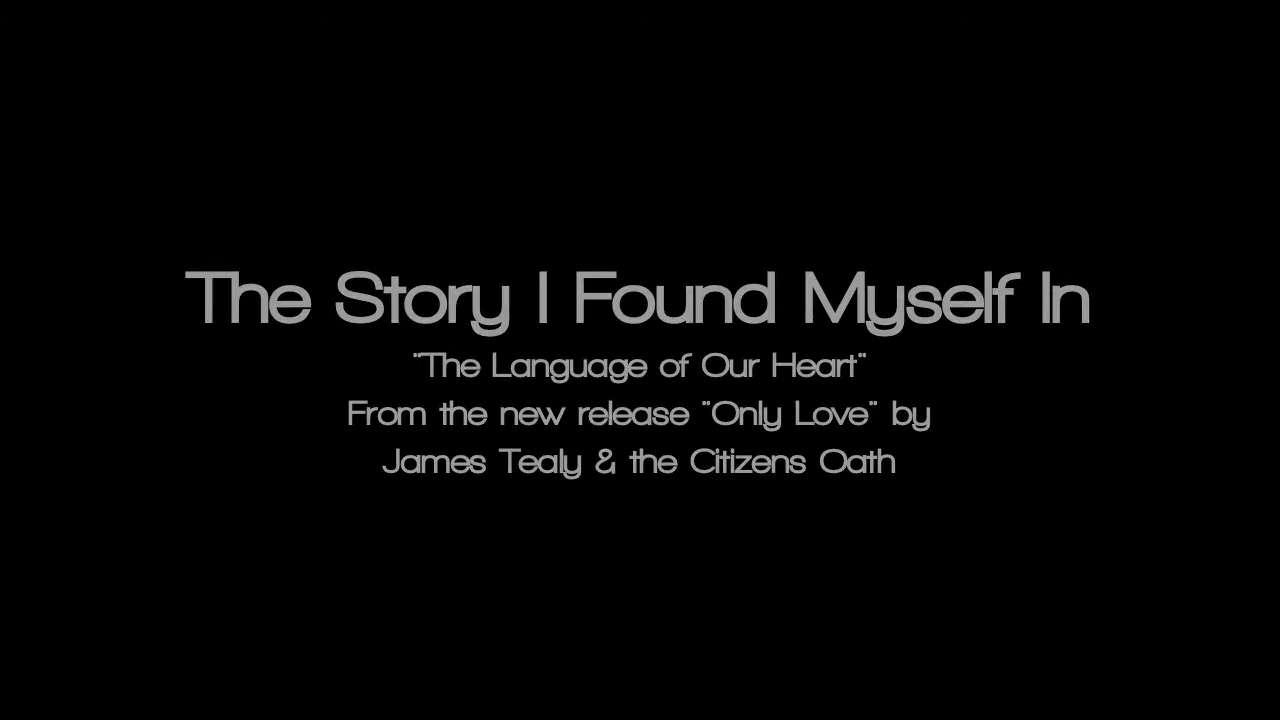 The Story I Found Myself In
"The Language of Our Heart"
From the new release "Only Love" by
James Tealy & the Citizens Oath